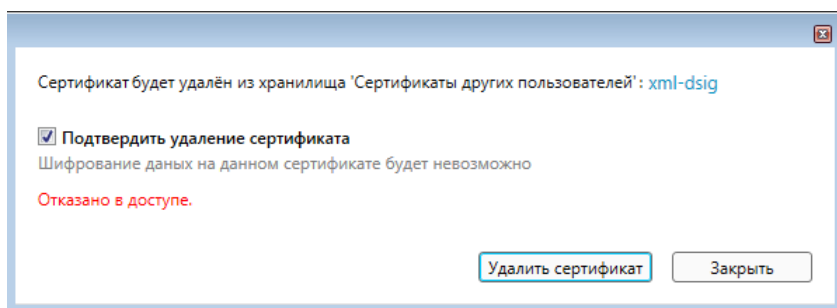 Сертификат будет удалён из хранилища 'Сертификаты других пользователей' : xml-dsig
Подтвердить удаление сертификата
Шифрование даных на данном сертификате будет невозможно
Отказано в доступе.
Удалить сертификат Закрыть